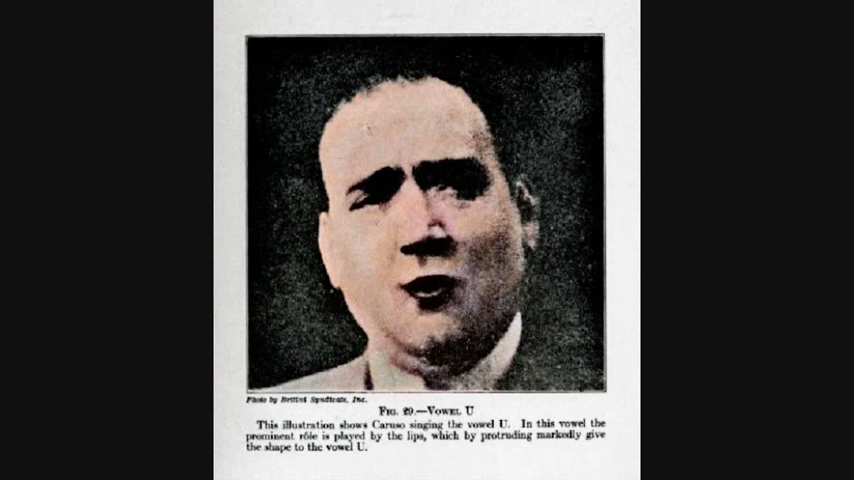 Photo by Bettini Syndicate, Inc.
Fig. 29.—Vowel U
This illustration shows Caruso singing the vowel U. In this vowel the
prominent rôle is played by the lips, which by protruding markedly give
the shape to the vowel U.